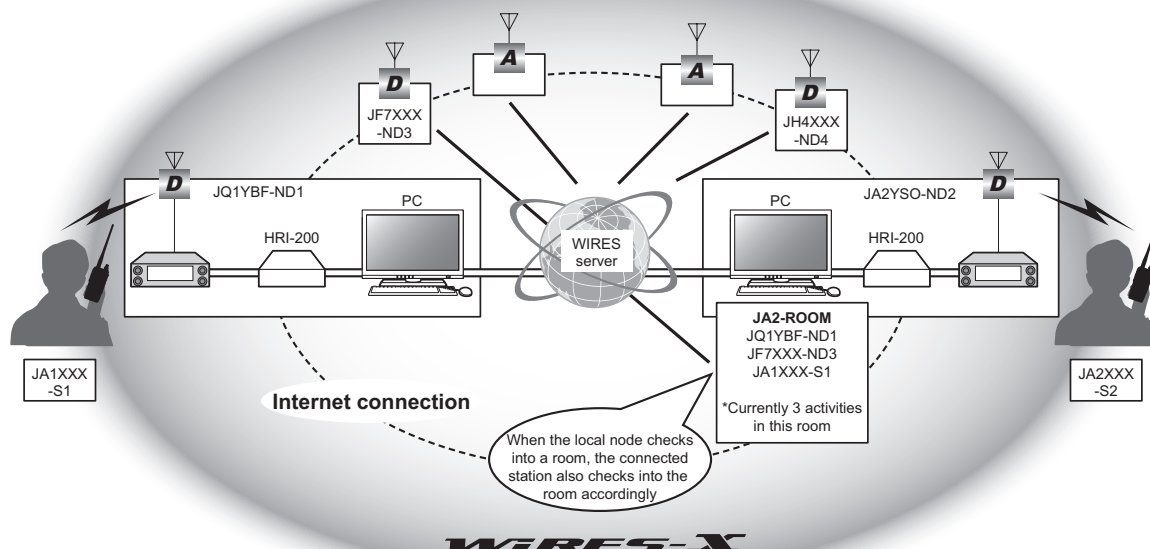 A
A
D
D
JF7XXX
-ND3
JH4XXX
-ND4
D
JQ1YBF-ND1
JA2YSO-ND2
D
PC
PC
HRI-200
HRI-200
WIRES
server
JA1XXX
-S1
JA2-ROOM
JQ1YBF-ND1
JF7XXX-ND3
JA1XXX-S1
*Currently 3 activities
in this room
JA2XXX
-S2
Internet connection
When the local node checks
into a room, the connected
station also checks into the
room accordingly
WIRES-X